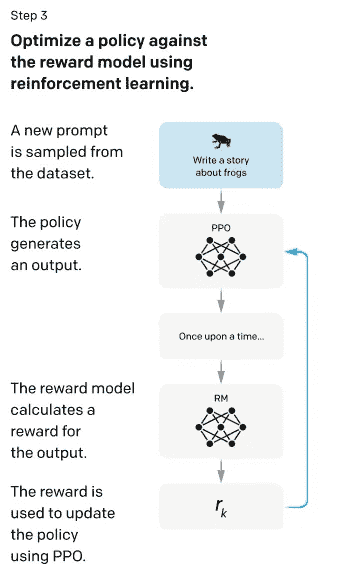 Step 3
Optimize a policy against
the reward model using
reinforcement learning.
A new prompt
is sampled from
the dataset.
Write a story
about frogs
The policy
generates
an output.
PPO
Once upon a time...
The reward model
calculates a
reward for
the output.
RM
The reward is
used to update
the policy
using PPO.
rₖ